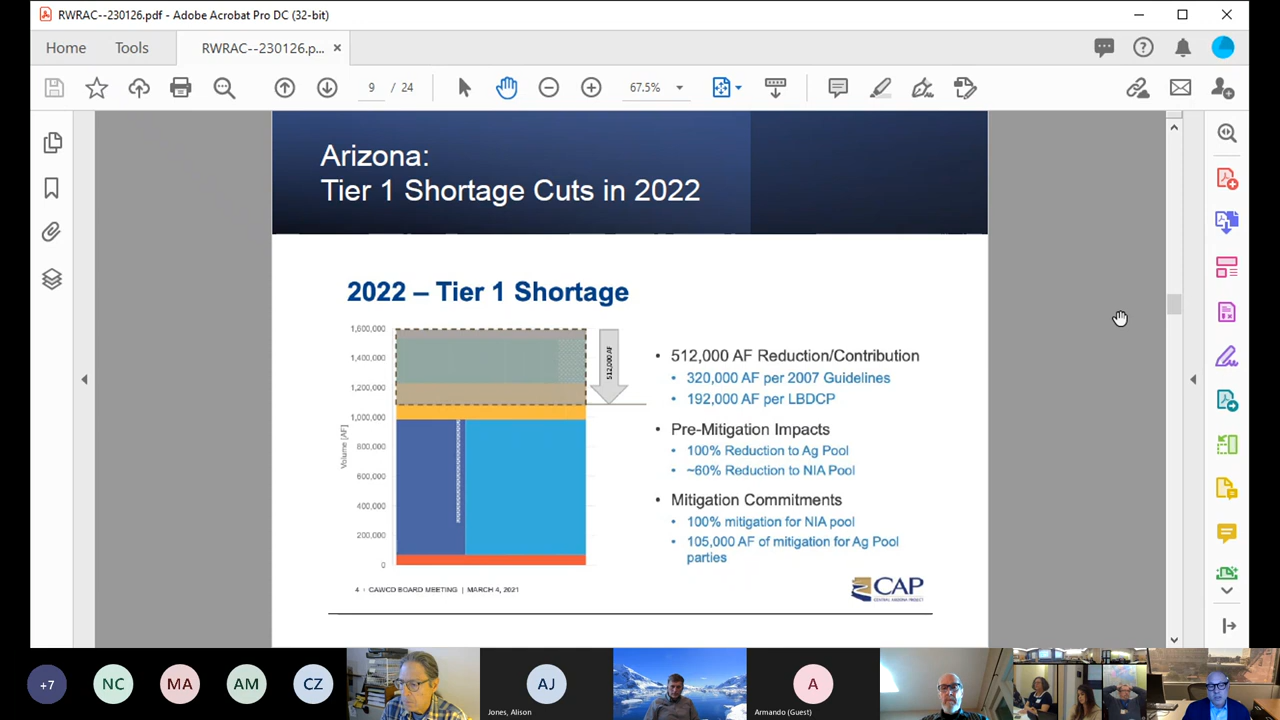 RWRAC--230126.pdf - Adobe Acrobat Pro DC (32-bit)
Home Tools RWRAC--230126.p... ×
9 / 24 67.5%
Arizona:
Tier 1 Shortage Cuts in 2022
2022 – Tier 1 Shortage
1,600,000
1,400,000
1,200,000
1,000,000
800,000
600,000
400,000
200,000
0
Volume [AF]
512,000 AF
• 512,000 AF Reduction/Contribution
• 320,000 AF per 2007 Guidelines
• 192,000 AF per LBDCP
• Pre-Mitigation Impacts
• 100% Reduction to Ag Pool
• ~60% Reduction to NIA Pool
• Mitigation Commitments
• 100% mitigation for NIA pool
• 105,000 AF of mitigation for Ag Pool
parties
4 | CAWCD BOARD MEETING | MARCH 4, 2021
CAP
CENTRAL ARIZONA PROJECT
+7 NC MA AM CZ AJ A
Jones, Alison
Armando (Guest)